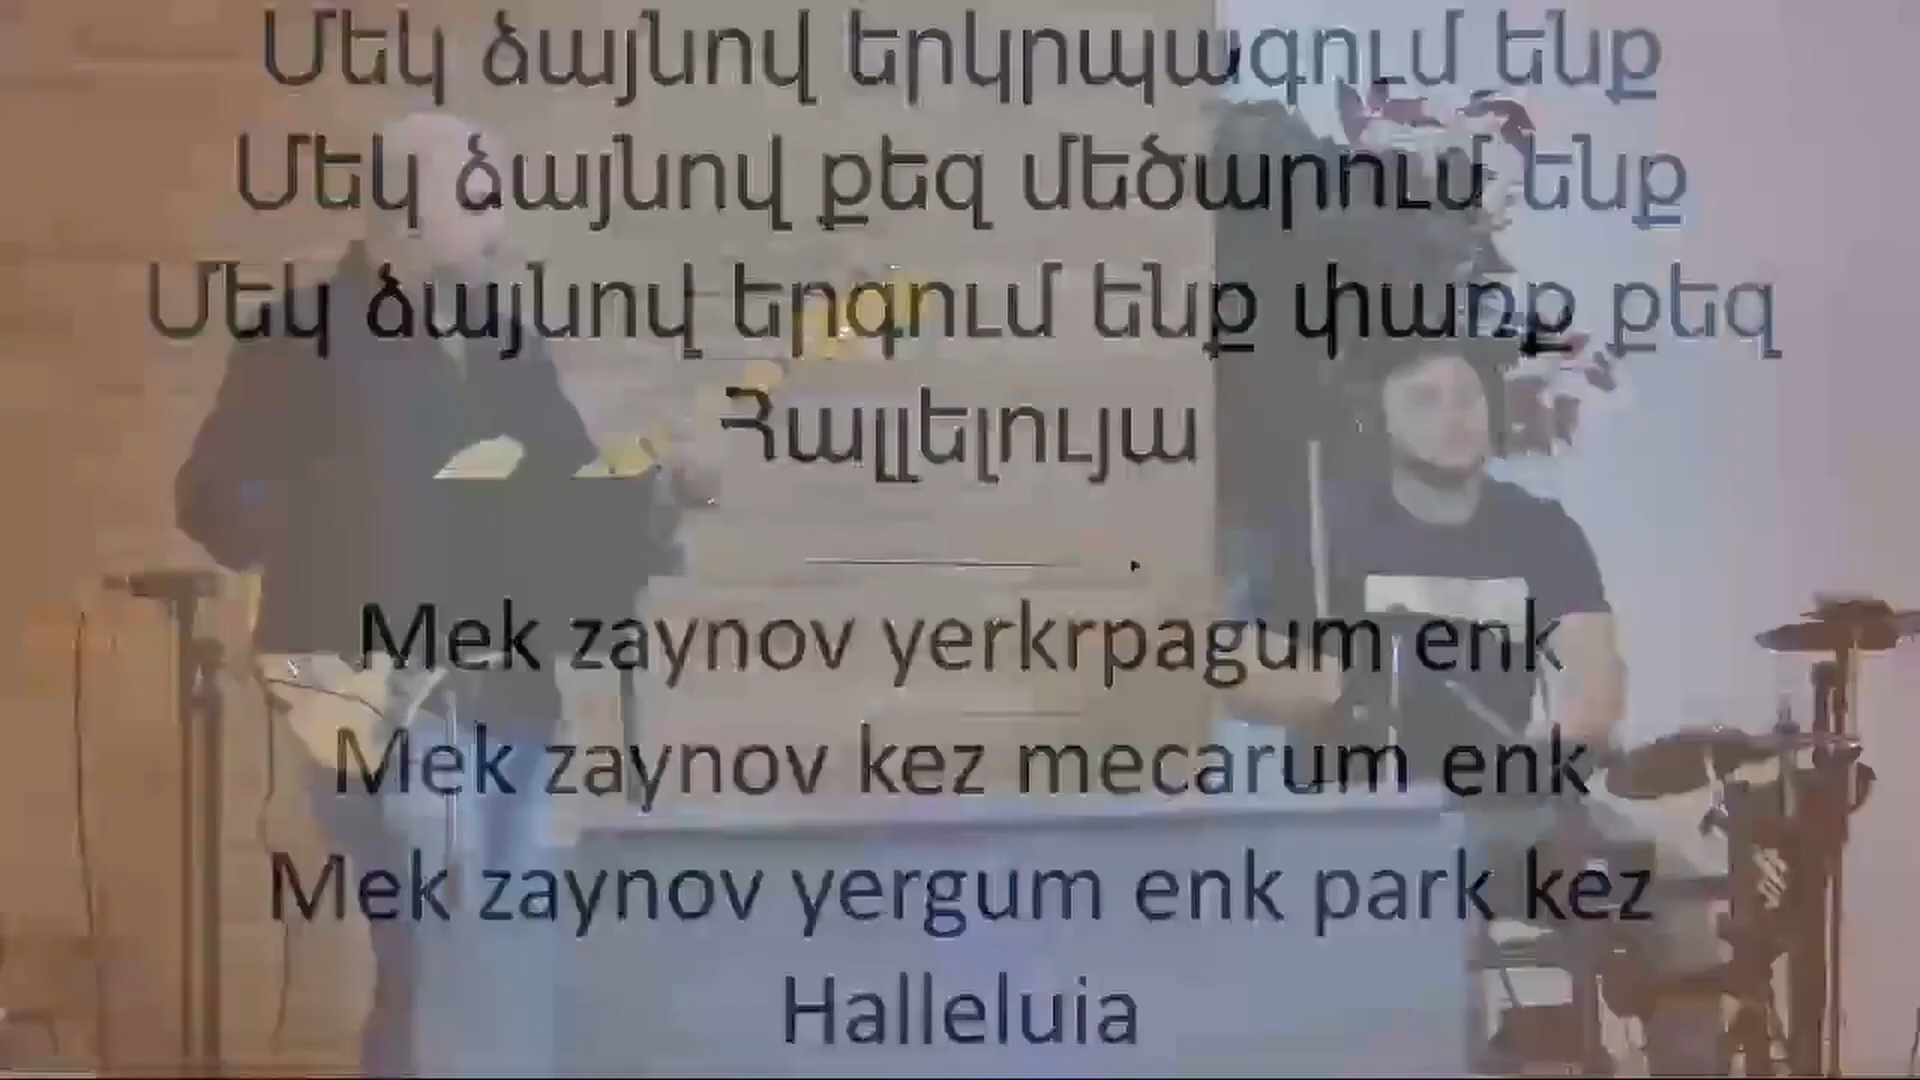 Մեկ ձայնով երկրպագում ենք
Մեկ ձայնով քեզ մեծարում ենք
Մեկ ձայնով երգում ենք փառք քեզ
Հալլելույա
Mek zaynov yerkrpagum enk
Mek zaynov kez mecarum enk
Mek zaynov yergum enk park kez
Halleluia